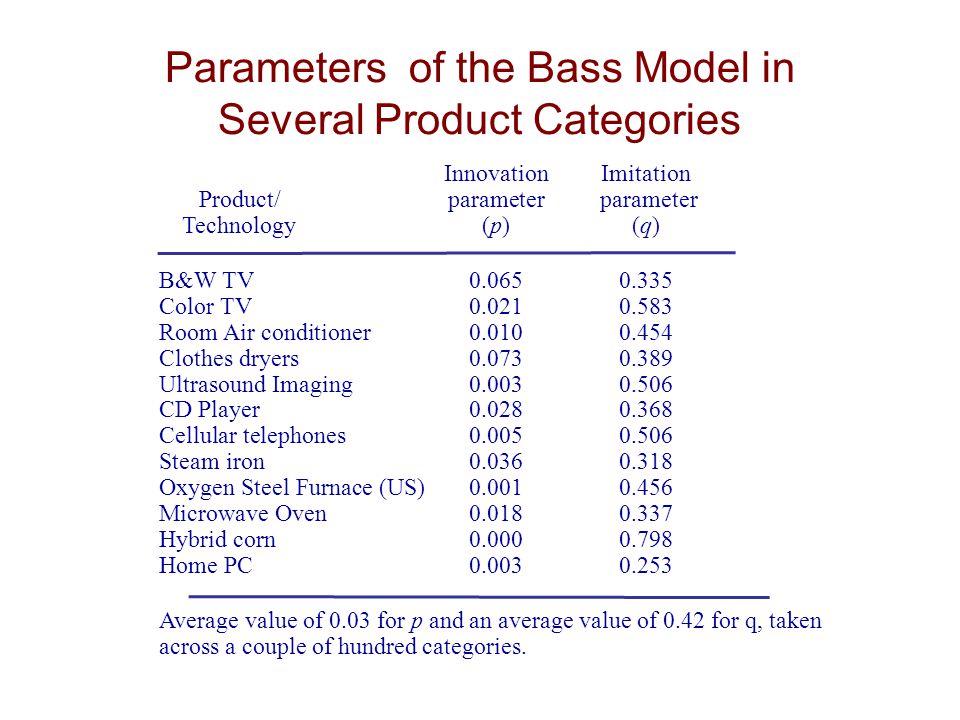 Parameters of the Bass Model in
Several Product Categories
Innovation Imitation
Product/ parameter parameter
Technology (p) (q)
B&W TV 0.065 0.335
Color TV 0.021 0.583
Room Air conditioner 0.010 0.454
Clothes dryers 0.073 0.389
Ultrasound Imaging 0.003 0.506
CD Player 0.028 0.368
Cellular telephones 0.005 0.506
Steam iron 0.036 0.318
Oxygen Steel Furnace (US) 0.001 0.456
Microwave Oven 0.018 0.337
Hybrid corn 0.000 0.798
Home PC 0.003 0.253
Average value of 0.03 for p and an average value of 0.42 for q, taken
across a couple of hundred categories.